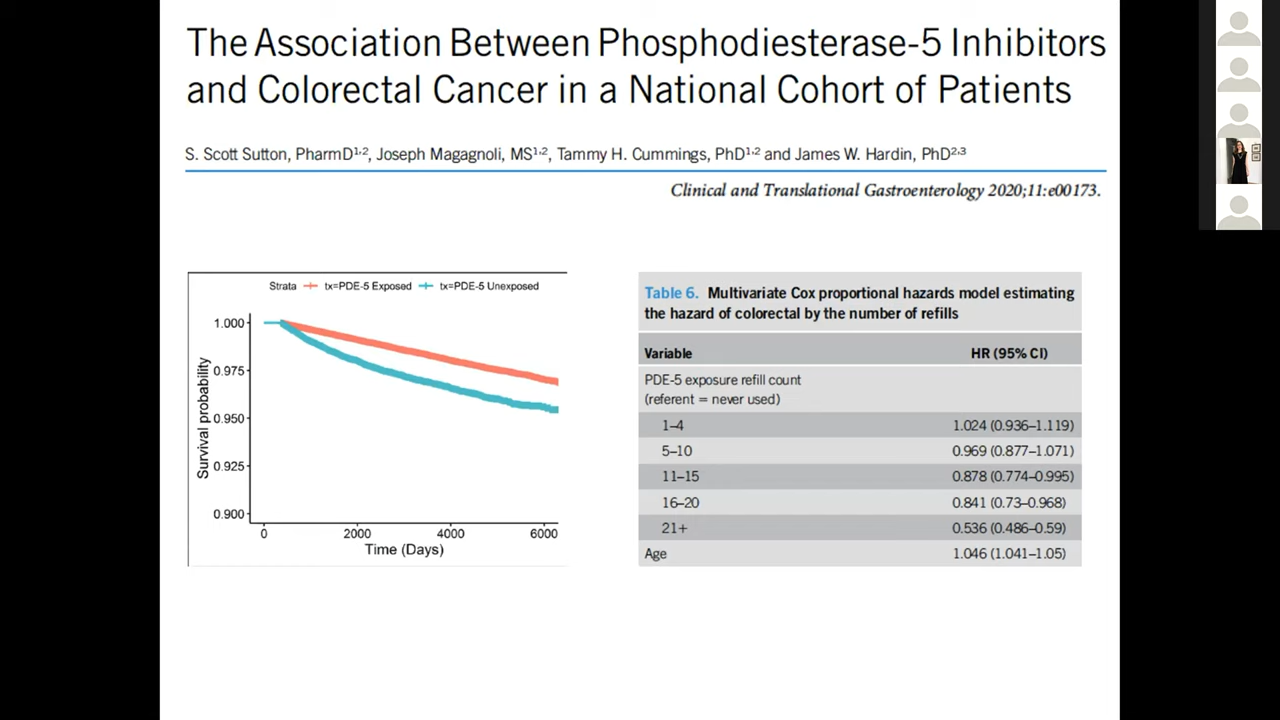 The Association Between Phosphodiesterase-5 Inhibitors
and Colorectal Cancer in a National Cohort of Patients
S. Scott Sutton, PharmD1,2, Joseph Magagnoli, MS1,2, Tammy H. Cummings, PhD1,2 and James W. Hardin, PhD2,3
Clinical and Translational Gastroenterology 2020;11:e00173.
Strata tx=PDE-5 Exposed tx=PDE-5 Unexposed
1.000
0.975
0.950
0.925
0.900
Survival probability
0 2000 4000 6000
Time (Days)
Table 6. Multivariate Cox proportional hazards model estimating
the hazard of colorectal by the number of refills
Variable HR (95% CI)
PDE-5 exposure refill count
(referent = never used)
1–4 1.024 (0.936–1.119)
5–10 0.969 (0.877–1.071)
11–15 0.878 (0.774–0.995)
16–20 0.841 (0.73–0.968)
21+ 0.536 (0.486–0.59)
Age 1.046 (1.041–1.05)